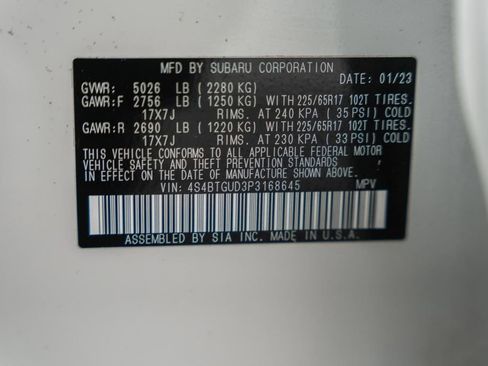 MFD BY SUBARU CORPORATION
DATE: 01/23
GVWR: 5026 LB (2280 KG)
GAWR:F 2756 LB (1250 KG) WITH 225/65R17 102T TIRES,
17X7J RIMS. AT 240 KPA (35 PSI) COLD
GAWR:R 2690 LB (1220 KG) WITH 225/65R17 102T TIRES,
17X7J RIMS. AT 230 KPA (33 PSI) COLD
THIS VEHICLE CONFORMS TO ALL APPLICABLE FEDERAL MOTOR
VEHICLE SAFETY, BUMPER, AND THEFT PREVENTION STANDARDS
IN EFFECT ON THE DATE OF MANUFACTURE SHOWN ABOVE.
VIN: 4S4BTGUD3P3168645 MPV
ASSEMBLED BY SIA INC. MADE IN U.S.A.